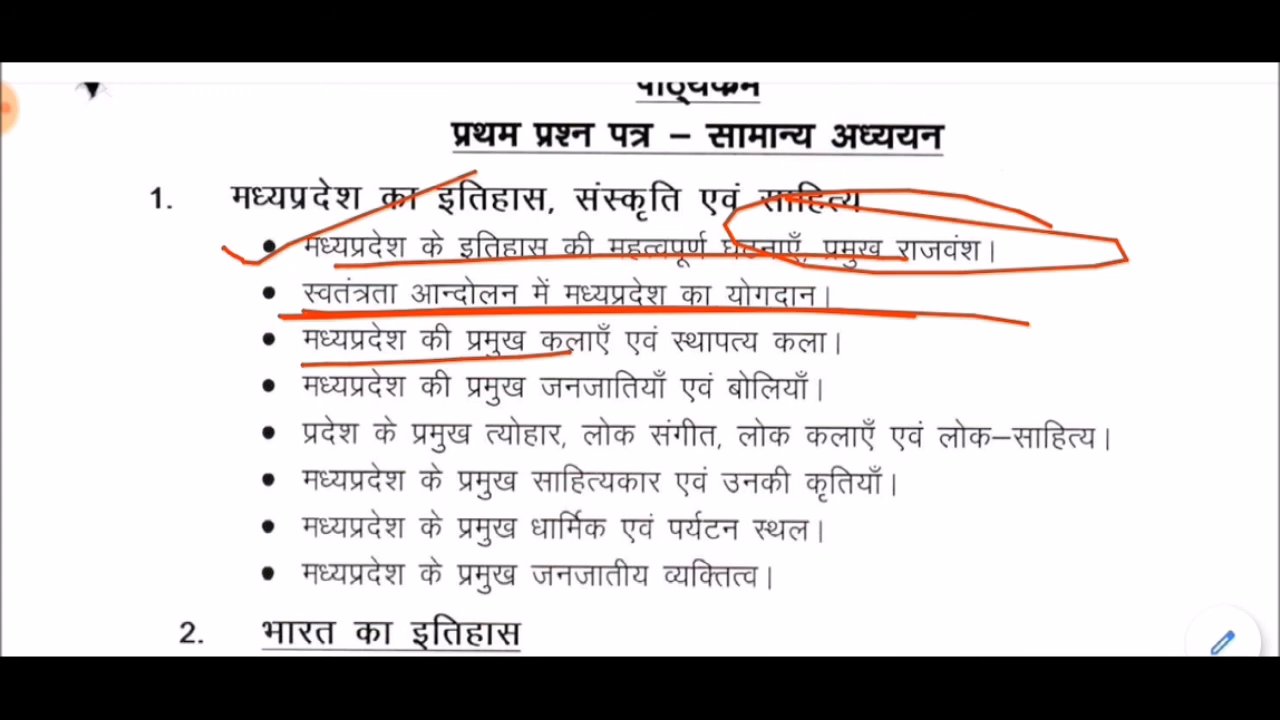 पाठ्यक्रम
प्रथम प्रश्न पत्र – सामान्य अध्ययन
1. मध्यप्रदेश का इतिहास, संस्कृति एवं साहित्य
• मध्यप्रदेश के इतिहास की महत्वपूर्ण घटनाएँ, प्रमुख राजवंश।
• स्वतंत्रता आन्दोलन में मध्यप्रदेश का योगदान।
• मध्यप्रदेश की प्रमुख कलाएँ एवं स्थापत्य कला।
• मध्यप्रदेश की प्रमुख जनजातियाँ एवं बोलियाँ।
• प्रदेश के प्रमुख त्योहार, लोक संगीत, लोक कलाएँ एवं लोक–साहित्य।
• मध्यप्रदेश के प्रमुख साहित्यकार एवं उनकी कृतियाँ।
• मध्यप्रदेश के प्रमुख धार्मिक एवं पर्यटन स्थल।
• मध्यप्रदेश के प्रमुख जनजातीय व्यक्तित्व।
2. भारत का इतिहास